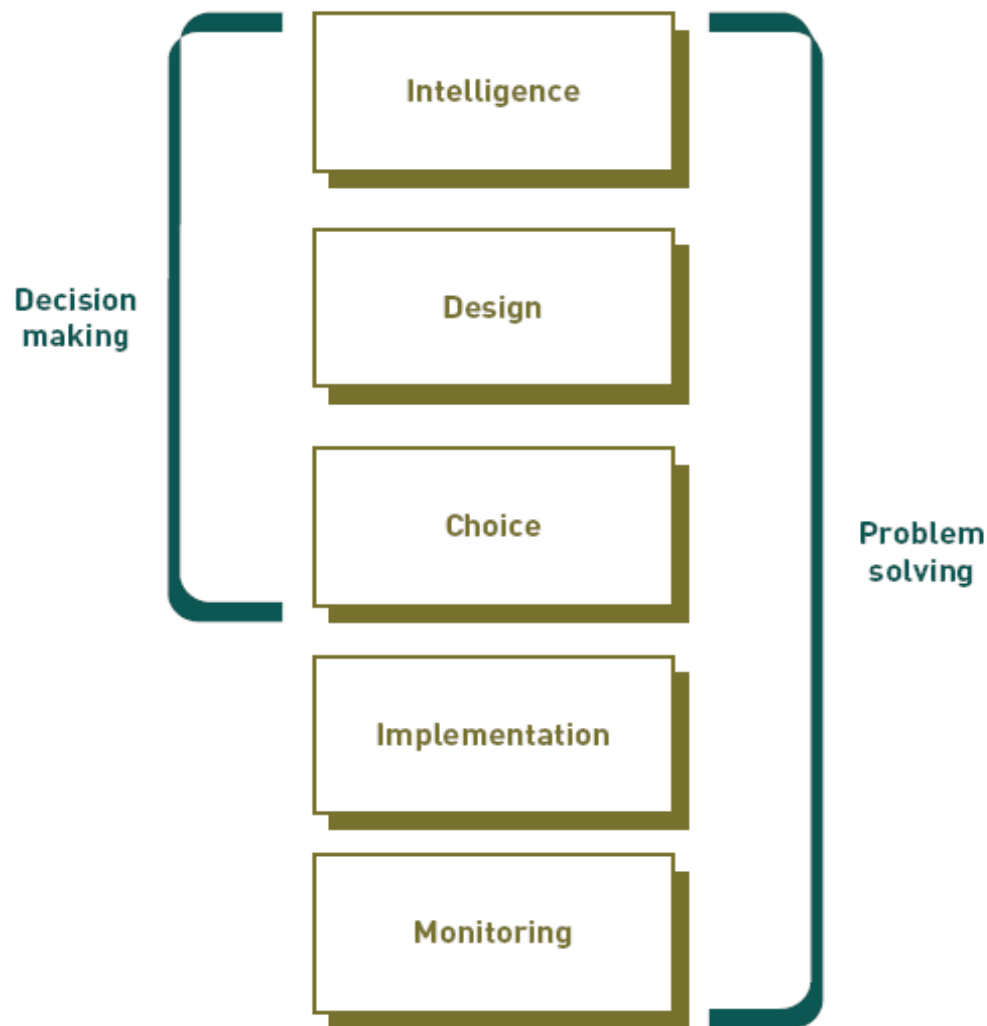 Intelligence
Decision
making
Design
Choice
Problem
solving
Implementation
Monitoring